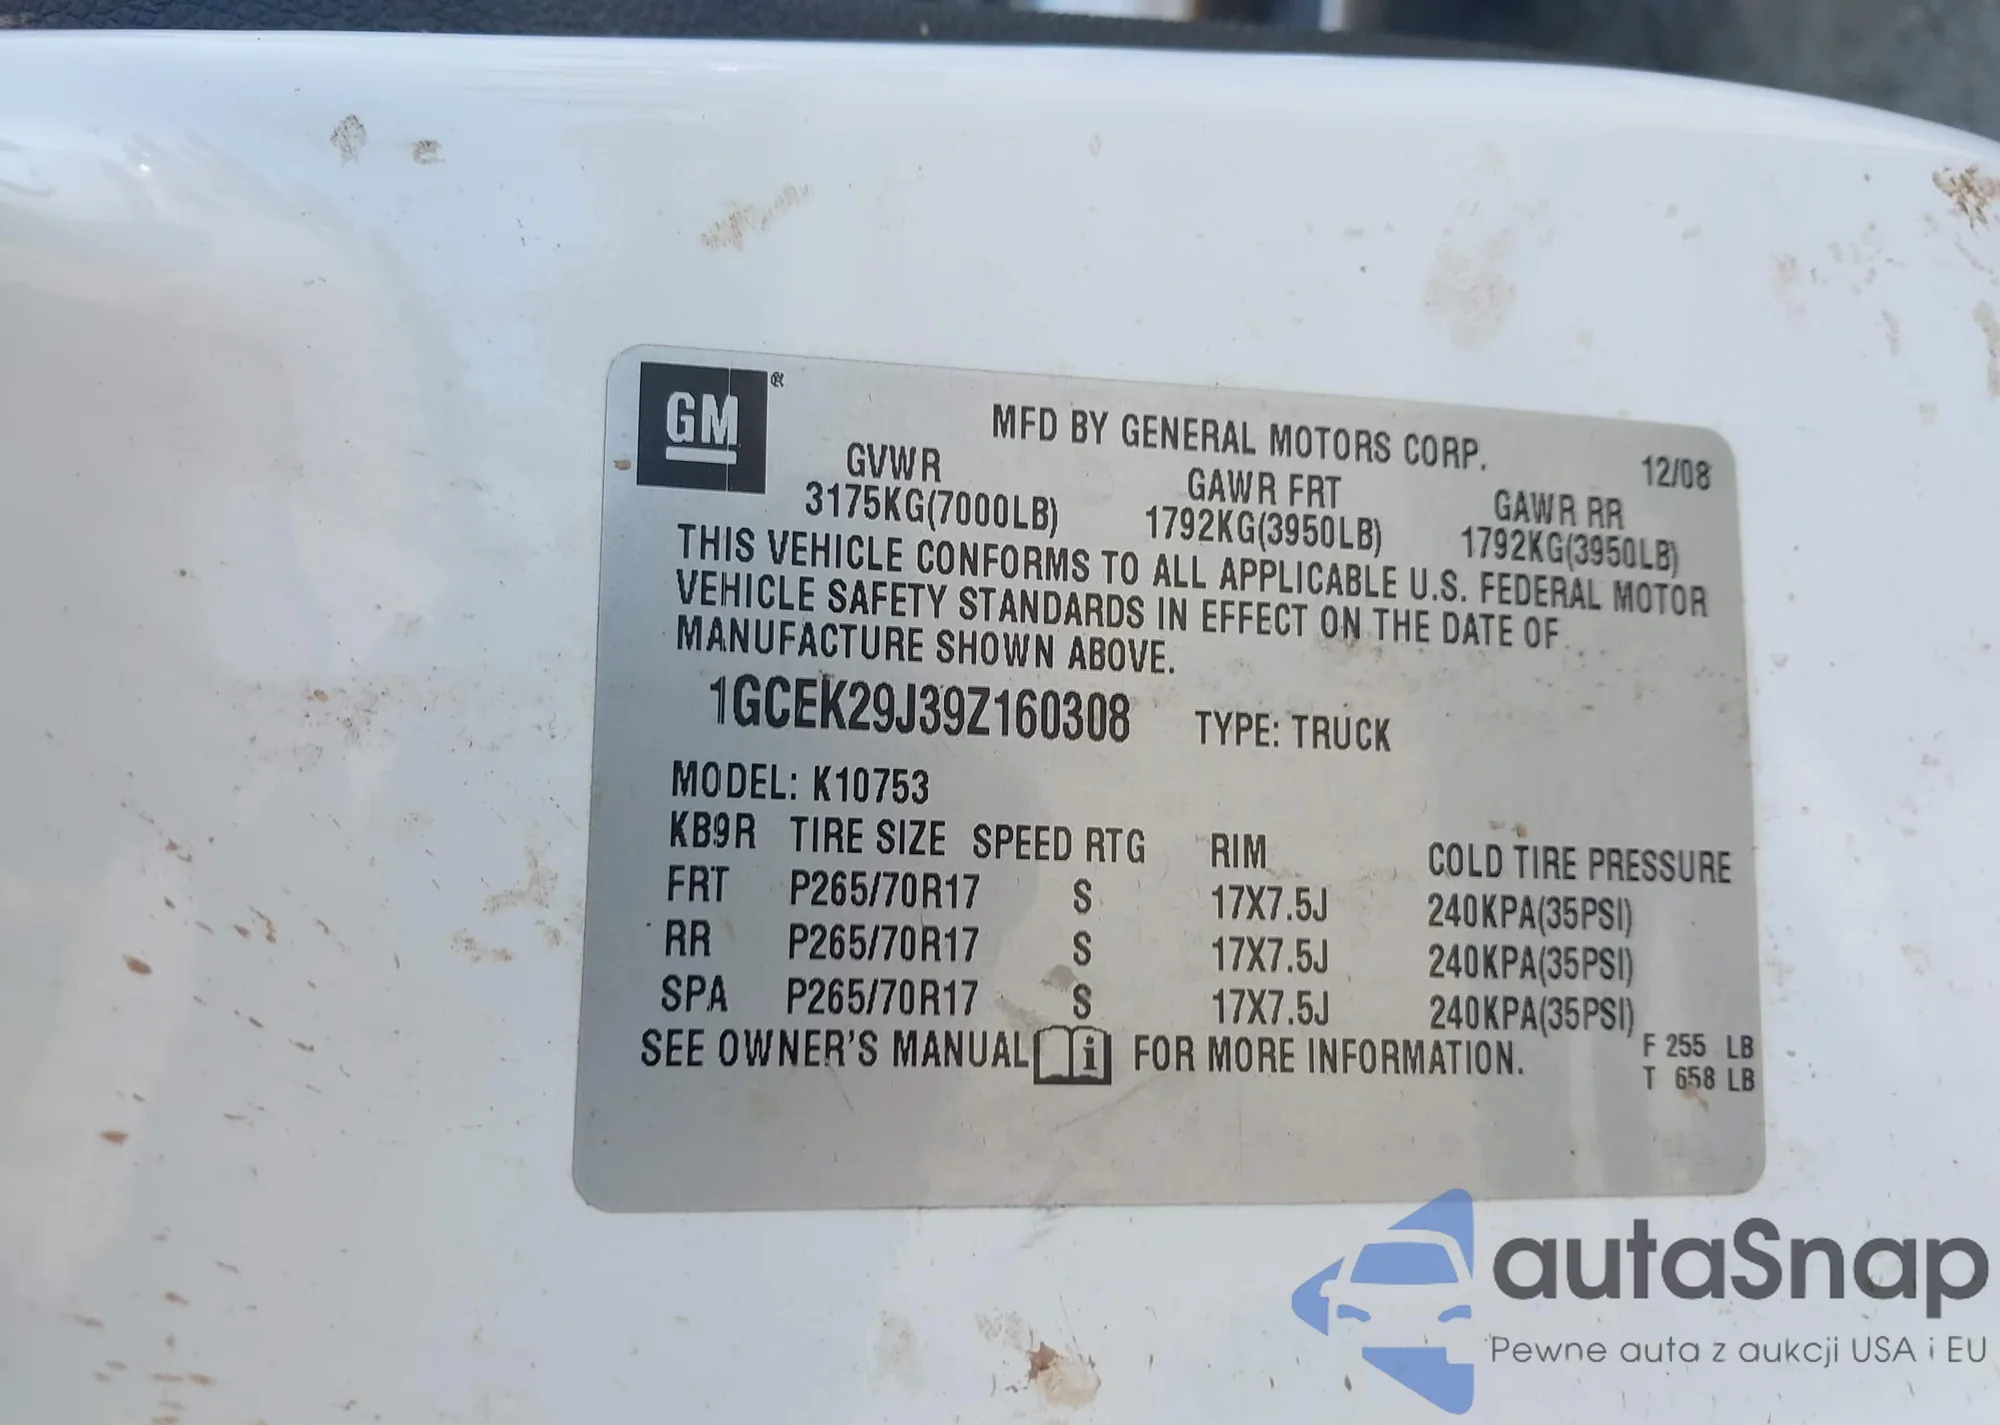 GM ®
MFD BY GENERAL MOTORS CORP. 12/08
GVWR GAWR FRT GAWR RR
3175KG(7000LB) 1792KG(3950LB) 1792KG(3950LB)
THIS VEHICLE CONFORMS TO ALL APPLICABLE U.S. FEDERAL MOTOR
VEHICLE SAFETY STANDARDS IN EFFECT ON THE DATE OF
MANUFACTURE SHOWN ABOVE.
1GCEK29J39Z160308 TYPE: TRUCK
MODEL: K10753
KB9R TIRE SIZE SPEED RTG RIM COLD TIRE PRESSURE
FRT P265/70R17 S 17X7.5J 240KPA(35PSI)
RR P265/70R17 S 17X7.5J 240KPA(35PSI)
SPA P265/70R17 S 17X7.5J 240KPA(35PSI)
SEE OWNER'S MANUAL i FOR MORE INFORMATION.
F 255 LB
T 658 LB
autaSnap
Pewne auta z aukcji USA i EU